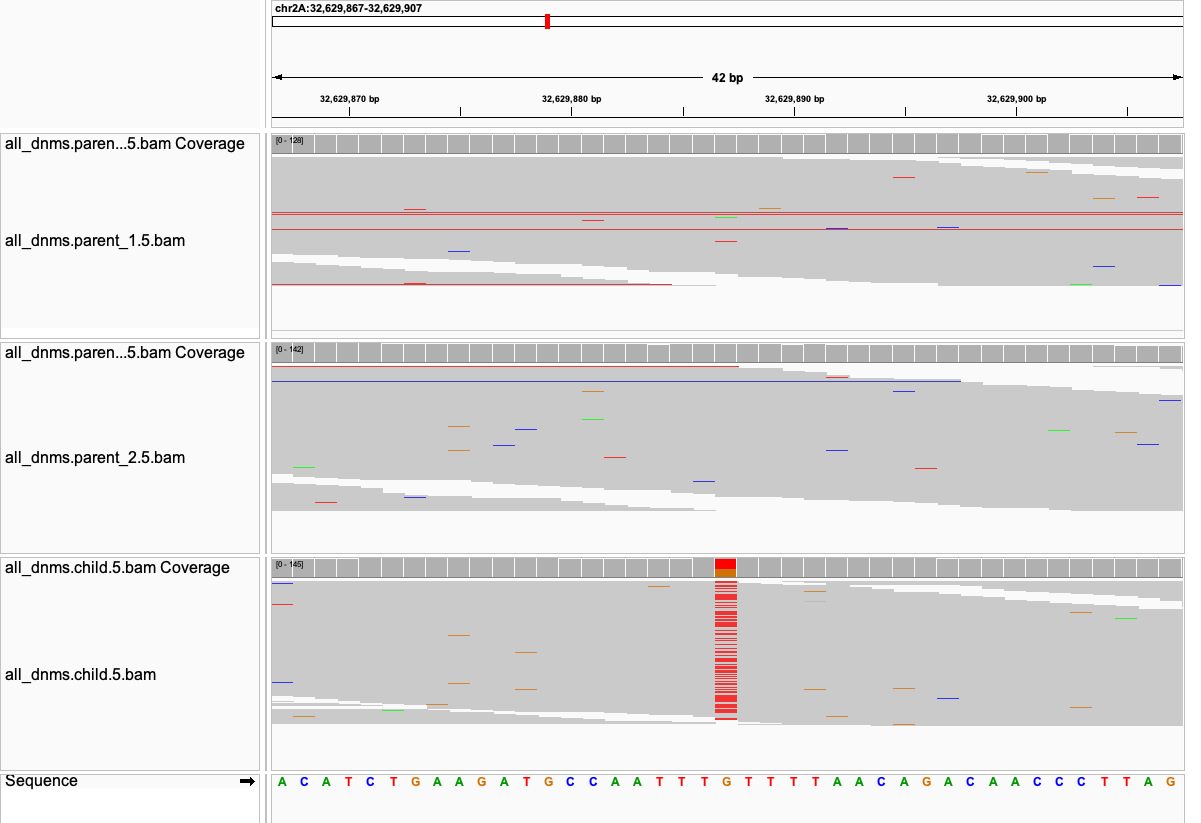 chr2A:32,629,867-32,629,907
42 bp
32,629,870 bp 32,629,880 bp 32,629,890 bp 32,629,900 bp
all_dnms.paren...5.bam Coverage
[0 - 128]
all_dnms.parent_1.5.bam
all_dnms.paren...5.bam Coverage
[0 - 142]
all_dnms.parent_2.5.bam
all_dnms.child.5.bam Coverage
[0 - 145]
all_dnms.child.5.bam
Sequence A C A T C T G A A G A T G C C A A T T T G T T T T A A C A G A C A A C C C T T A G